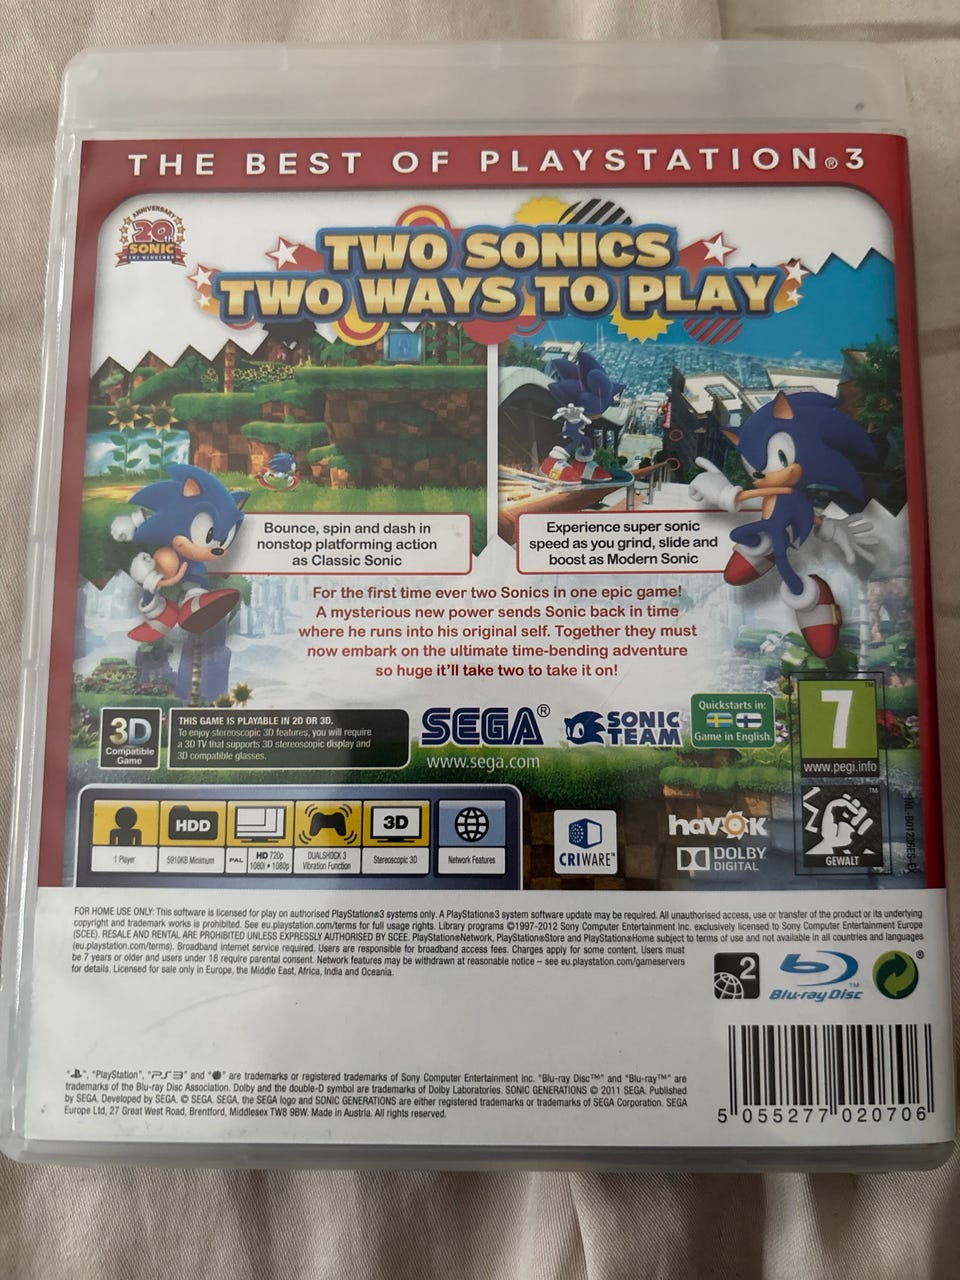 THE BEST OF PLAYSTATION®3
ANNIVERSARY
20th
SONIC
THE HEDGEHOG
TWO SONICS
TWO WAYS TO PLAY
Bounce, spin and dash in
nonstop platforming action
as Classic Sonic
Experience super sonic
speed as you grind, slide and
boost as Modern Sonic
For the first time ever two Sonics in one epic game!
A mysterious new power sends Sonic back in time
where he runs into his original self. Together they must
now embark on the ultimate time-bending adventure
so huge it'll take two to take it on!
3D
Compatible
Game
THIS GAME IS PLAYABLE IN 2D OR 3D.
To enjoy stereoscopic 3D features, you will require
a 3D TV that supports 3D stereoscopic display and
3D compatible glasses.
SEGA®
www.sega.com
SONIC
TEAM
Quickstarts in:
Game in English
7™
www.pegi.info
™
GEWALT
1 Player
HDD
5910KB Minimum
PAL
HD 720p
1080i • 1080p
DUALSHOCK 3
Vibration Function
3D
Stereoscopic 3D
Network Features
CRIWARE™
havok
DOLBY
DIGITAL
FOR HOME USE ONLY: This software is licensed for play on authorised PlayStation®3 systems only. A PlayStation®3 system software update may be required. All unauthorised access, use or transfer of the product or its underlying
copyright and trademark works is prohibited. See eu.playstation.com/terms for full usage rights. Library programs ©1997-2012 Sony Computer Entertainment Inc. exclusively licensed to Sony Computer Entertainment Europe
(SCEE). RESALE AND RENTAL ARE PROHIBITED UNLESS EXPRESSLY AUTHORISED BY SCEE. PlayStation®Network, PlayStation®Store and PlayStation®Home subject to terms of use and not available in all countries and languages
(eu.playstation.com/terms). Broadband internet service required. Users are responsible for broadband access fees. Charges apply for some content. Users must
be 7 years or older and users under 18 require parental consent. Network features may be withdrawn at reasonable notice – see eu.playstation.com/gameservers
for details. Licensed for sale only in Europe, the Middle East, Africa, India and Oceania.
2
Blu-ray Disc™
®
"PlayStation", "PS3" and are trademarks or registered trademarks of Sony Computer Entertainment Inc. "Blu-ray Disc™" and "Blu-ray™" are
trademarks of the Blu-ray Disc Association. Dolby and the double-D symbol are trademarks of Dolby Laboratories. SONIC GENERATIONS © 2011 SEGA. Published
by SEGA. Developed by SEGA. © SEGA. SEGA, the SEGA logo and SONIC GENERATIONS are either registered trademarks or trademarks of SEGA Corporation. SEGA
Europe Ltd, 27 Great West Road, Brentford, Middlesex TW8 9BW. Made in Austria. All rights reserved.
5 055277 020706